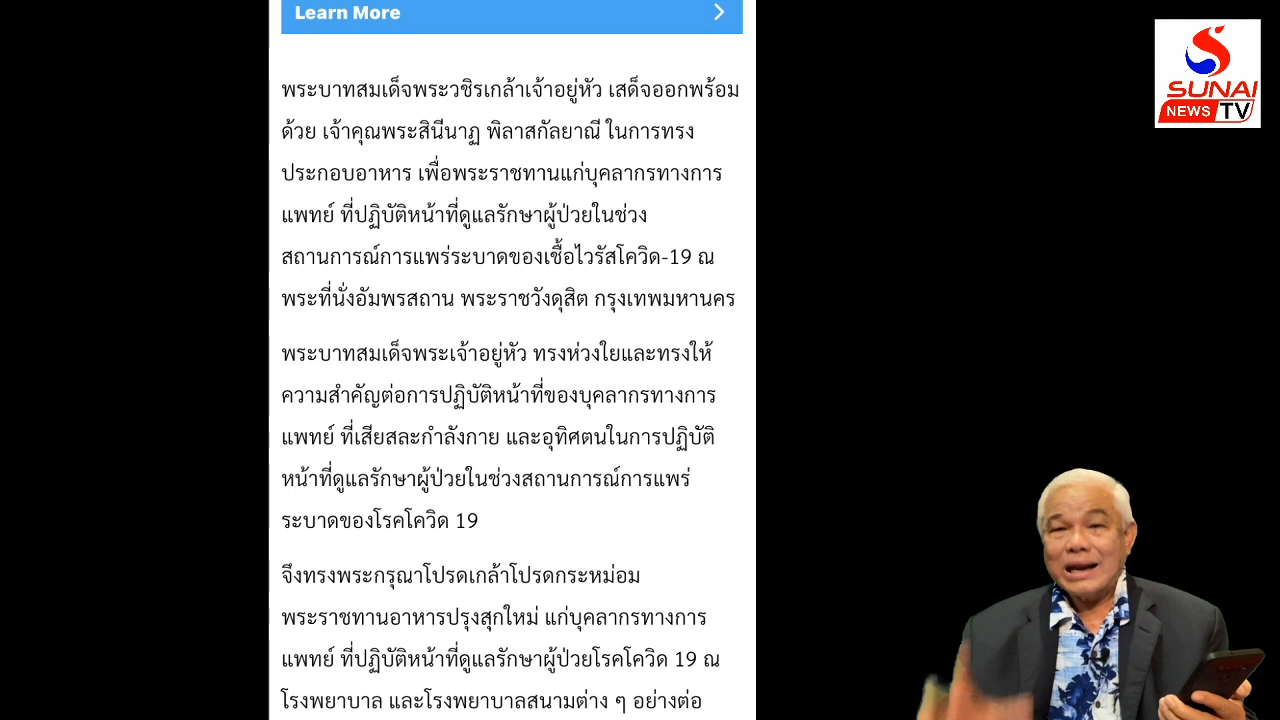 Learn More
SUNAI
NEWS TV
พระบาทสมเด็จพระวชิรเกล้าเจ้าอยู่หัว เสด็จออกพร้อม
ด้วย เจ้าคุณพระสินีนาฏ พิลาสกัลยาณี ในการทรง
ประกอบอาหาร เพื่อพระราชทานแก่บุคลากรทางการ
แพทย์ ที่ปฏิบัติหน้าที่ดูแลรักษาผู้ป่วยในช่วง
สถานการณ์การแพร่ระบาดของเชื้อไวรัสโควิด-19 ณ
พระที่นั่งอัมพรสถาน พระราชวังดุสิต กรุงเทพมหานคร
พระบาทสมเด็จพระเจ้าอยู่หัว ทรงห่วงใยและทรงให้
ความสำคัญต่อการปฏิบัติหน้าที่ของบุคลากรทางการ
แพทย์ ที่เสียสละกำลังกาย และอุทิศตนในการปฏิบัติ
หน้าที่ดูแลรักษาผู้ป่วยในช่วงสถานการณ์การแพร่
ระบาดของโรคโควิด 19
จึงทรงพระกรุณาโปรดเกล้าโปรดกระหม่อม
พระราชทานอาหารปรุงสุกใหม่ แก่บุคลากรทางการ
แพทย์ ที่ปฏิบัติหน้าที่ดูแลรักษาผู้ป่วยโรคโควิด 19 ณ
โรงพยาบาล และโรงพยาบาลสนามต่าง ๆ อย่างต่อ